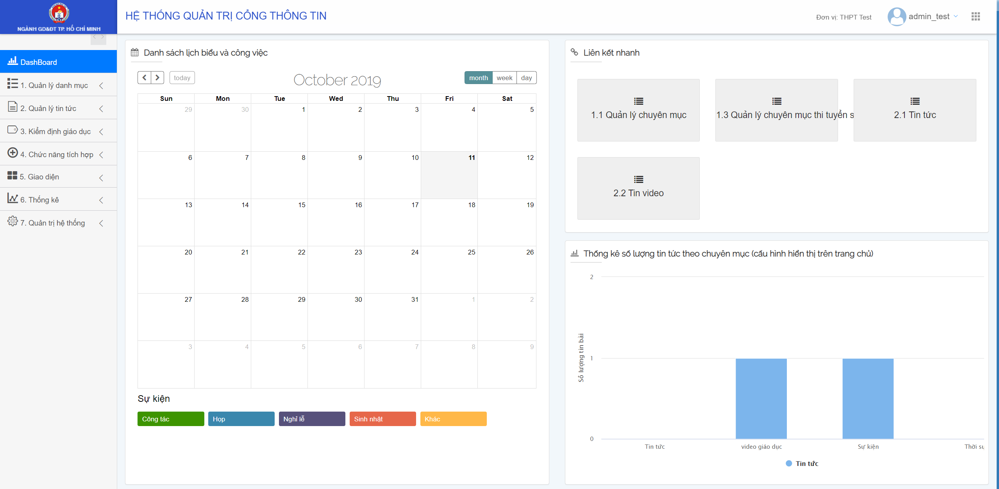 NGÀNH GD&ĐT TP. HỒ CHÍ MINH
HỆ THỐNG QUẢN TRỊ CỔNG THÔNG TIN
Đơn vị: THPT Test
admin_test
DashBoard
1. Quản lý danh mục
2. Quản lý tin tức
3. Kiểm định giáo dục
4. Chức năng tích hợp
5. Giao diện
6. Thống kê
7. Quản trị hệ thống
Danh sách lịch biểu và công việc
today
October 2019
month week day
Sun Mon Tue Wed Thu Fri Sat
29 30 1 2 3 4 5
6 7 8 9 10 11 12
13 14 15 16 17 18 19
20 21 22 23 24 25 26
27 28 29 30 31 1 2
3 4 5 6 7 8 9
Sự kiện
Công tác Họp Nghỉ lễ Sinh nhật Khác
Liên kết nhanh
1.1 Quản lý chuyên mục
1.3 Quản lý chuyên mục thi tuyển s
2.1 Tin tức
2.2 Tin video
Thống kê số lượng tin tức theo chuyên mục (cấu hình hiển thị trên trang chủ)
Số lượng tin bài
2
1
0
Tin tức video giáo dục Sự kiện Thời sự
Tin tức